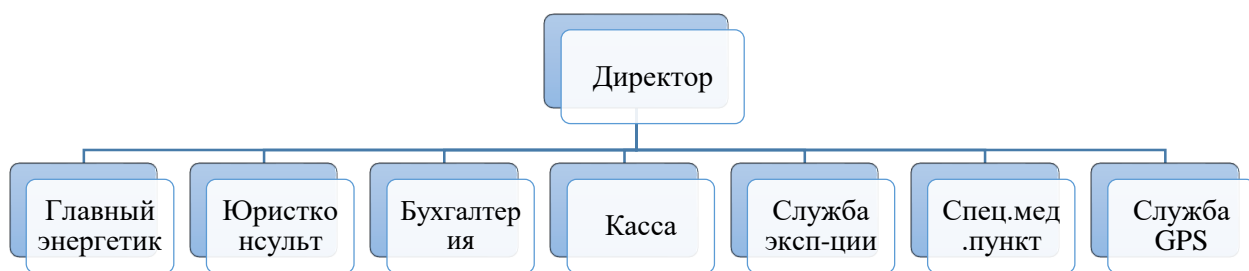 Директор
Главный
энергетик
Юристко
нсульт
Бухгалтер
ия
Касса
Служба
эксп-ции
Спец.мед
.пункт
Служба
GPS